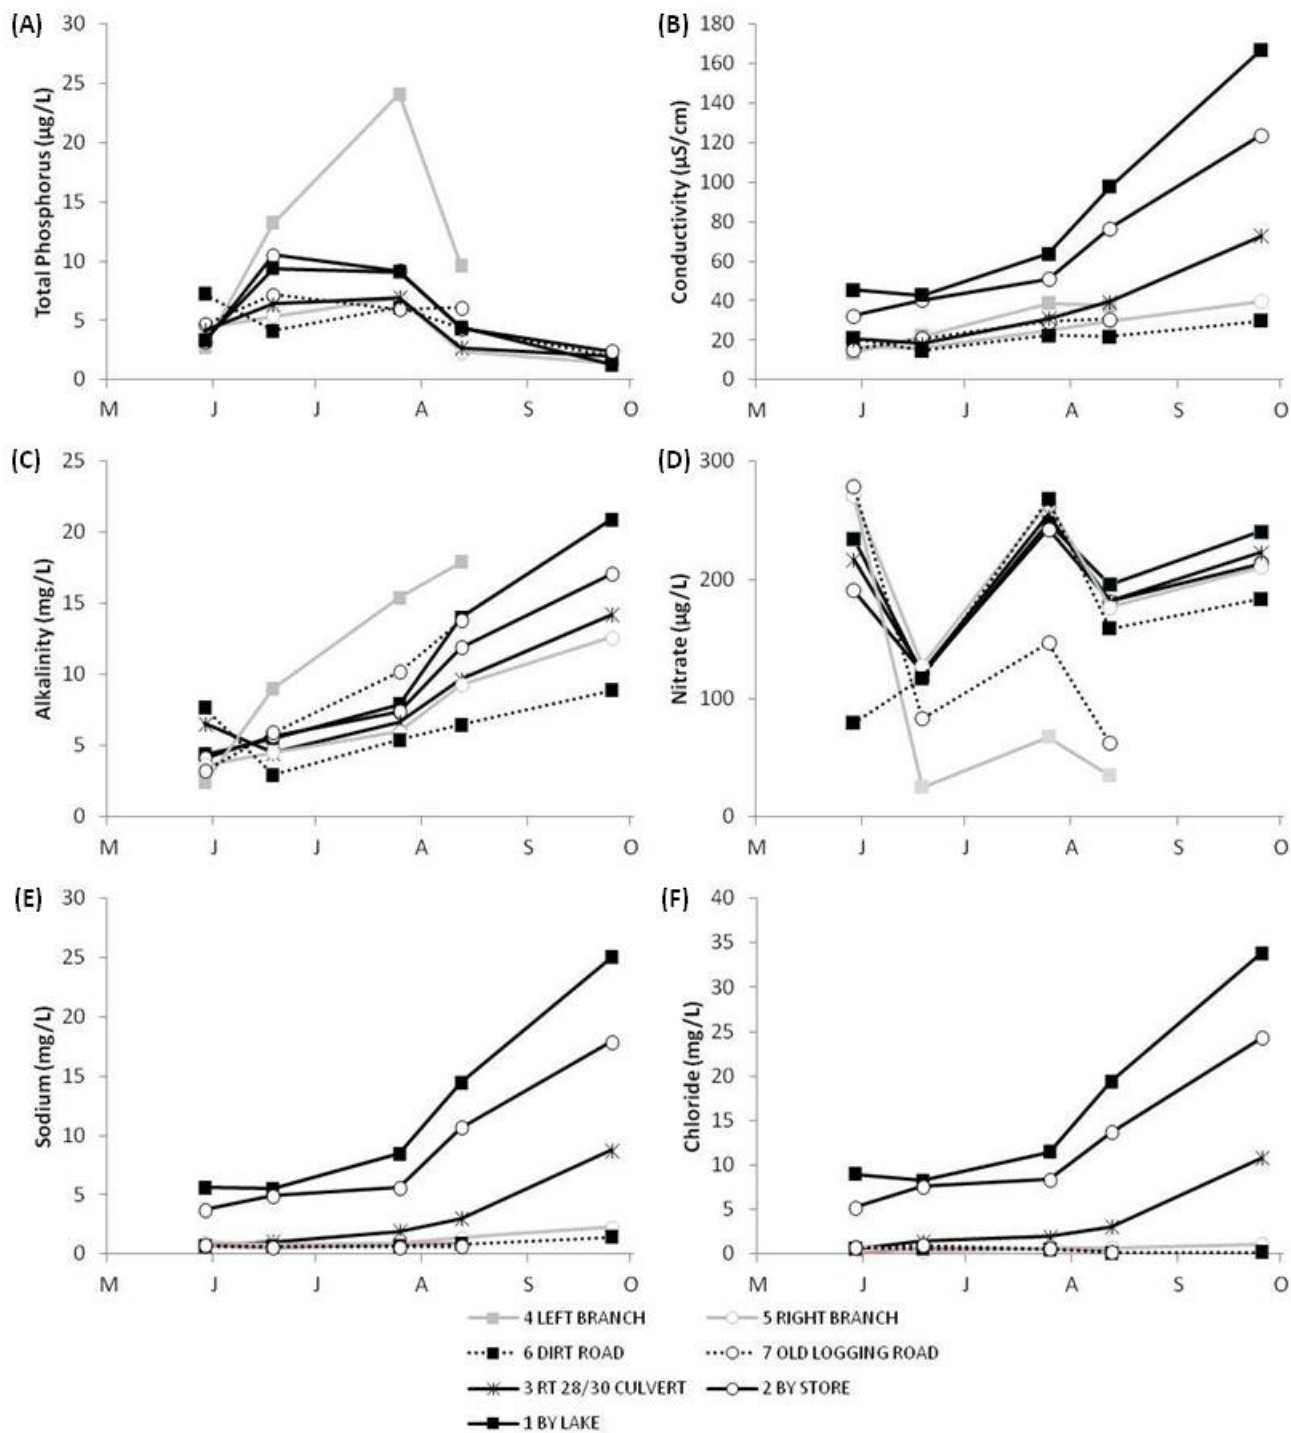 (A)
Total Phosphorus (µg/L)
30
25
20
15
10
5
0
M J J A S O
(B)
Conductivity (µS/cm)
180
160
140
120
100
80
60
40
20
0
M J J A S O
(C)
Alkalinity (mg/L)
25
20
15
10
5
0
M J J A S O
(D)
Nitrate (µg/L)
300
200
100
0
M J J A S O
(E)
Sodium (mg/L)
30
25
20
15
10
5
0
M J J A S O
(F)
Chloride (mg/L)
40
35
30
25
20
15
10
5
0
M J J A S O
4 LEFT BRANCH 5 RIGHT BRANCH
6 DIRT ROAD 7 OLD LOGGING ROAD
3 RT 28/30 CULVERT 2 BY STORE
1 BY LAKE